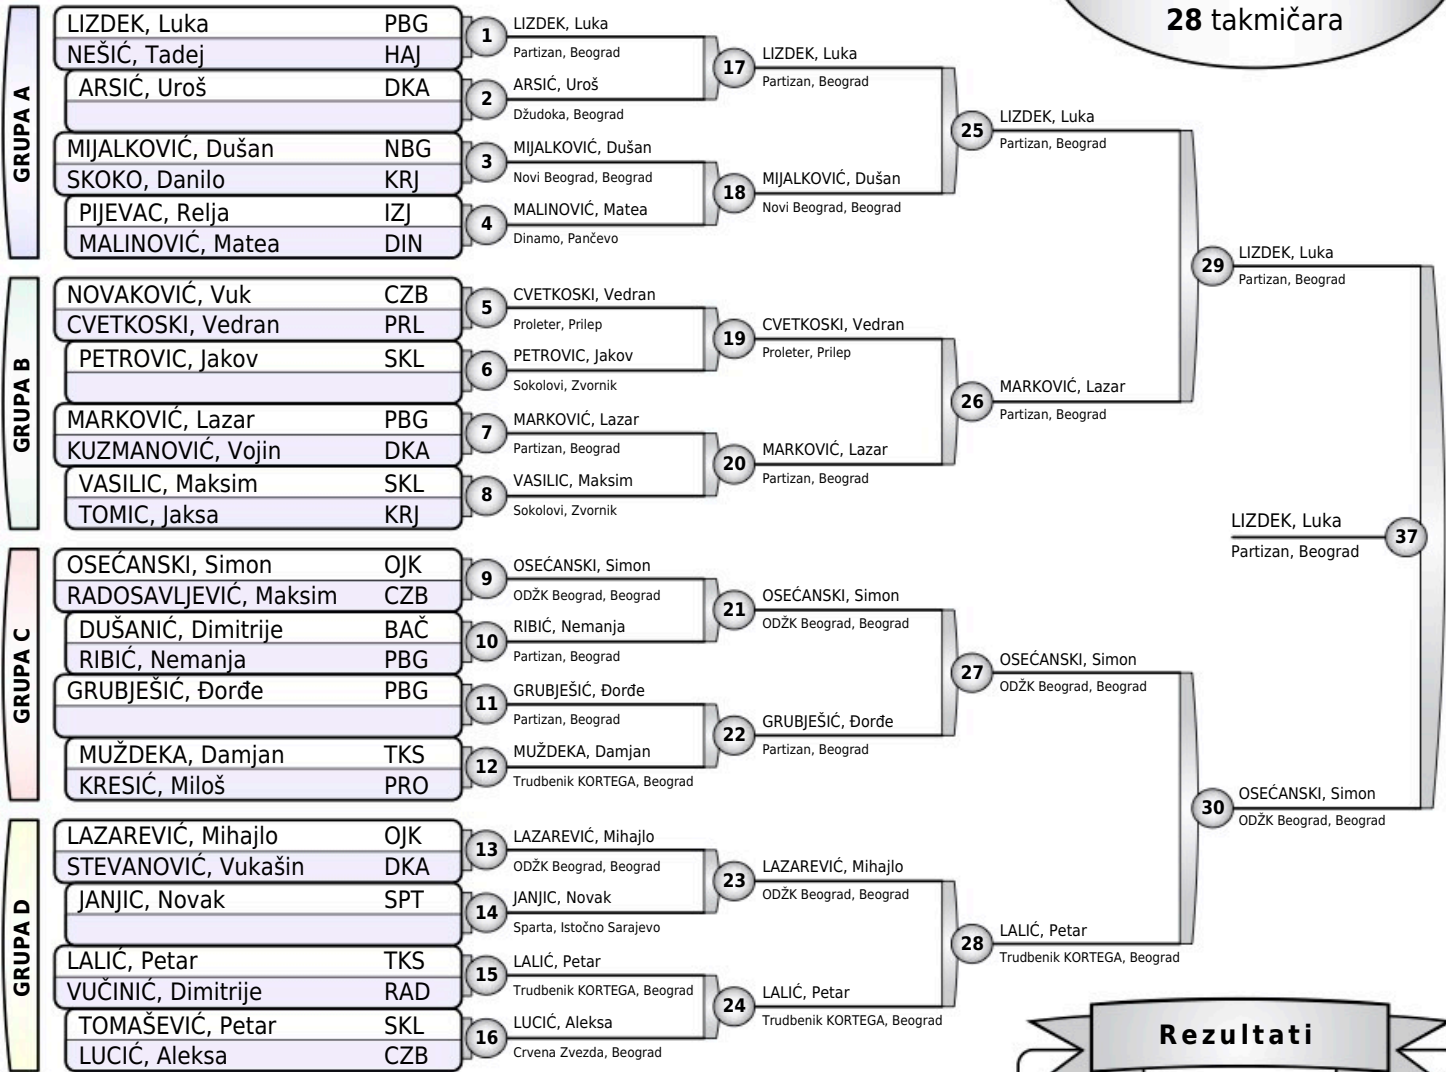 28 takmičara
GRUPA A
LIZDEK, Luka PBG
NEŠIĆ, Tadej HAJ
ARSIĆ, Uroš DKA
MIJALKOVIĆ, Dušan NBG
SKOKO, Danilo KRJ
PIJEVAC, Relja IZJ
MALINOVIĆ, Matea DIN
GRUPA B
NOVAKOVIĆ, Vuk CZB
CVETKOSKI, Vedran PRL
PETROVIC, Jakov SKL
MARKOVIĆ, Lazar PBG
KUZMANOVIĆ, Vojin DKA
VASILIC, Maksim SKL
TOMIC, Jaksa KRJ
GRUPA C
OSEĆANSKI, Simon OJK
RADOSAVLJEVIĆ, Maksim CZB
DUŠANIĆ, Dimitrije BAČ
RIBIĆ, Nemanja PBG
GRUBJEŠIĆ, Đorđe PBG
MUŽDEKA, Damjan TKS
KRESIĆ, Miloš PRO
GRUPA D
LAZAREVIĆ, Mihajlo OJK
STEVANOVIĆ, Vukašin DKA
JANJIC, Novak SPT
LALIĆ, Petar TKS
VUČINIĆ, Dimitrije RAD
TOMAŠEVIĆ, Petar SKL
LUCIĆ, Aleksa CZB
1 LIZDEK, Luka
Partizan, Beograd
2 ARSIĆ, Uroš
Džudoka, Beograd
3 MIJALKOVIĆ, Dušan
Novi Beograd, Beograd
4 MALINOVIĆ, Matea
Dinamo, Pančevo
5 CVETKOSKI, Vedran
Proleter, Prilep
6 PETROVIC, Jakov
Sokolovi, Zvornik
7 MARKOVIĆ, Lazar
Partizan, Beograd
8 VASILIC, Maksim
Sokolovi, Zvornik
9 OSEĆANSKI, Simon
ODŽK Beograd, Beograd
10 RIBIĆ, Nemanja
Partizan, Beograd
11 GRUBJEŠIĆ, Đorđe
Partizan, Beograd
12 MUŽDEKA, Damjan
Trudbenik KORTEGA, Beograd
13 LAZAREVIĆ, Mihajlo
ODŽK Beograd, Beograd
14 JANJIC, Novak
Sparta, Istočno Sarajevo
15 LALIĆ, Petar
Trudbenik KORTEGA, Beograd
16 LUCIĆ, Aleksa
Crvena Zvezda, Beograd
17 LIZDEK, Luka
Partizan, Beograd
18 MIJALKOVIĆ, Dušan
Novi Beograd, Beograd
19 CVETKOSKI, Vedran
Proleter, Prilep
20 MARKOVIĆ, Lazar
Partizan, Beograd
21 OSEĆANSKI, Simon
ODŽK Beograd, Beograd
22 GRUBJEŠIĆ, Đorđe
Partizan, Beograd
23 LAZAREVIĆ, Mihajlo
ODŽK Beograd, Beograd
24 LALIĆ, Petar
Trudbenik KORTEGA, Beograd
25 LIZDEK, Luka
Partizan, Beograd
26 MARKOVIĆ, Lazar
Partizan, Beograd
27 OSEĆANSKI, Simon
ODŽK Beograd, Beograd
28 LALIĆ, Petar
Trudbenik KORTEGA, Beograd
29 LIZDEK, Luka
Partizan, Beograd
30 OSEĆANSKI, Simon
ODŽK Beograd, Beograd
LIZDEK, Luka 37
Partizan, Beograd
Rezultati